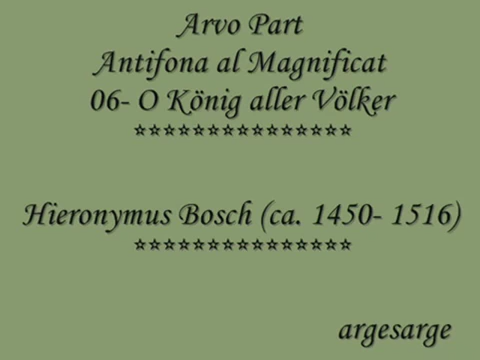 Arvo Part
Antifona al Magnificat
06- O König aller Völker
☆☆☆☆☆☆☆☆☆☆☆☆☆☆☆
Hieronymus Bosch (ca. 1450- 1516)
☆☆☆☆☆☆☆☆☆☆☆☆☆☆☆
argesarge